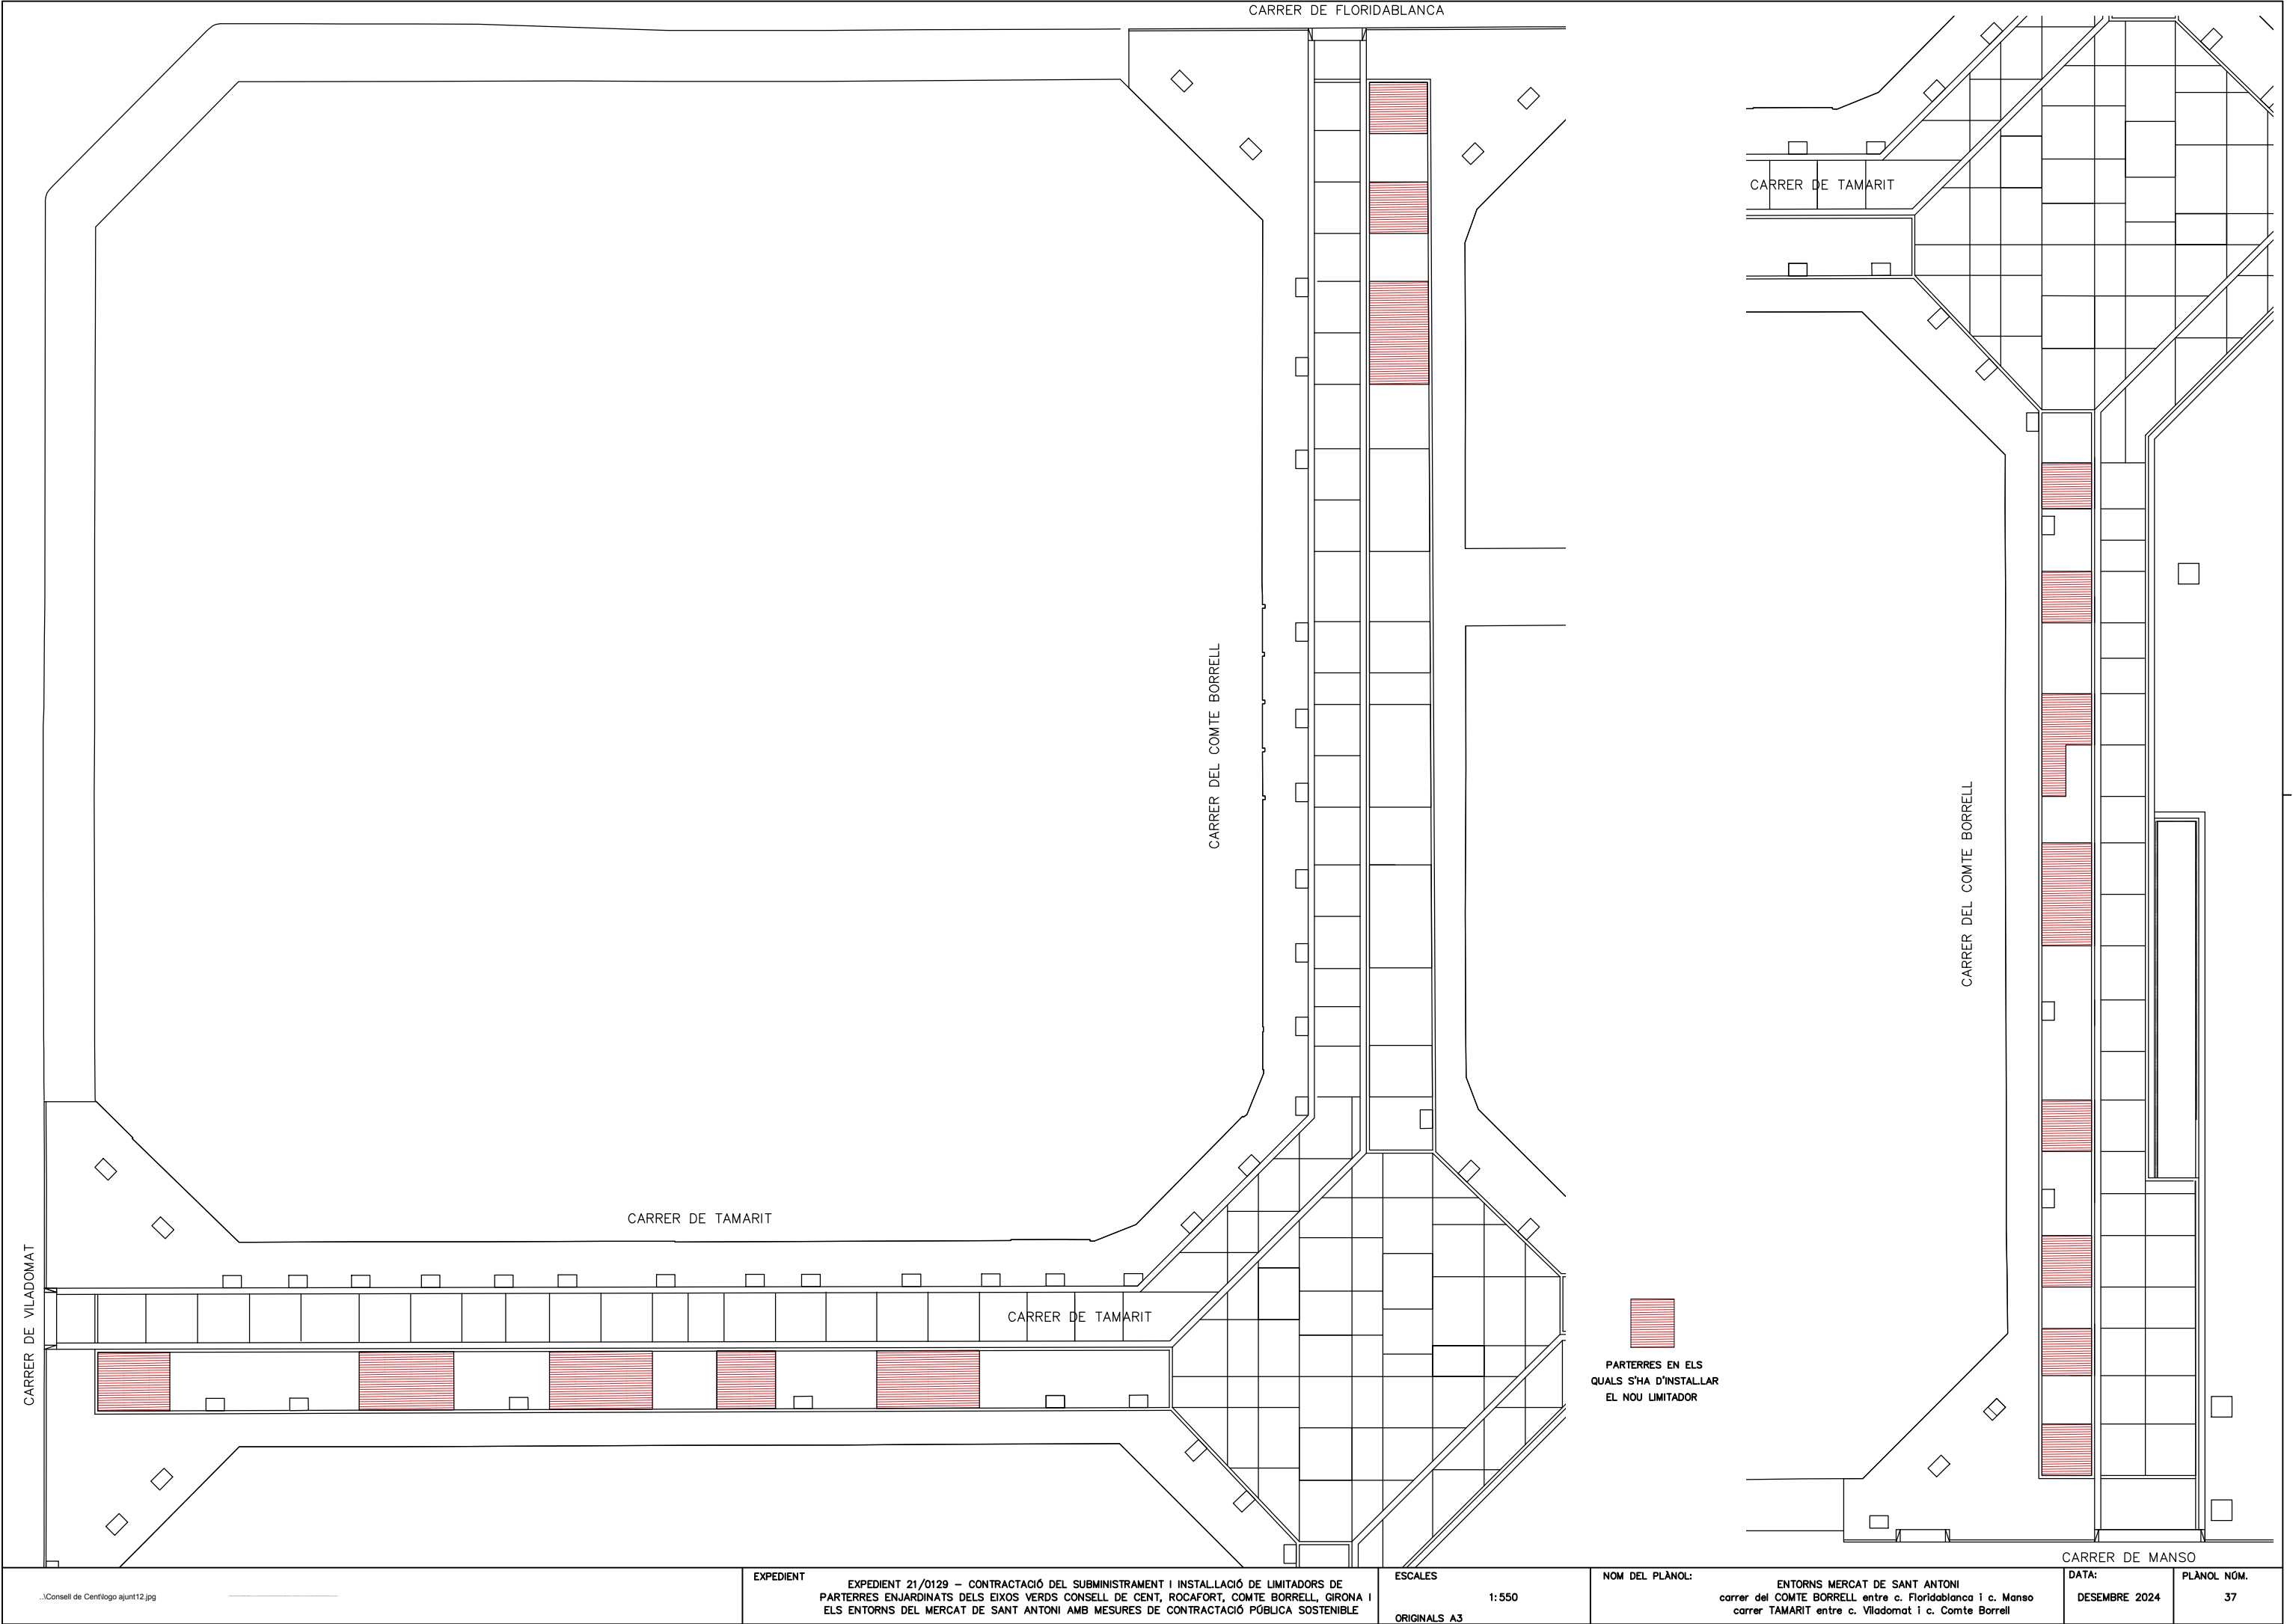 CARRER DE FLORIDABLANCA
CARRER DE TAMARIT
CARRER DEL COMTE BORRELL
CARRER DEL COMTE BORRELL
CARRER DE TAMARIT
CARRER DE VILADOMAT
CARRER DE TAMARIT
PARTERRES EN ELS
QUALS S'HA D'INSTAL.LAR
EL NOU LIMITADOR
CARRER DE MANSO
..\Consell de Cent\logo ajunt12.jpg
EXPEDIENT
EXPEDIENT 21/0129 - CONTRACTACIÓ DEL SUBMINISTRAMENT I INSTAL.LACIÓ DE LIMITADORS DE
PARTERRES ENJARDINATS DELS EIXOS VERDS CONSELL DE CENT, ROCAFORT, COMTE BORRELL, GIRONA I
ELS ENTORNS DEL MERCAT DE SANT ANTONI AMB MESURES DE CONTRACTACIÓ PÚBLICA SOSTENIBLE
ESCALES
1:550
ORIGINALS A3
NOM DEL PLÀNOL:
ENTORNS MERCAT DE SANT ANTONI
carrer del COMTE BORRELL entre c. Floridablanca i c. Manso
carrer TAMARIT entre c. Viladomat i c. Comte Borrell
DATA:
DESEMBRE 2024
PLÀNOL NÚM.
37